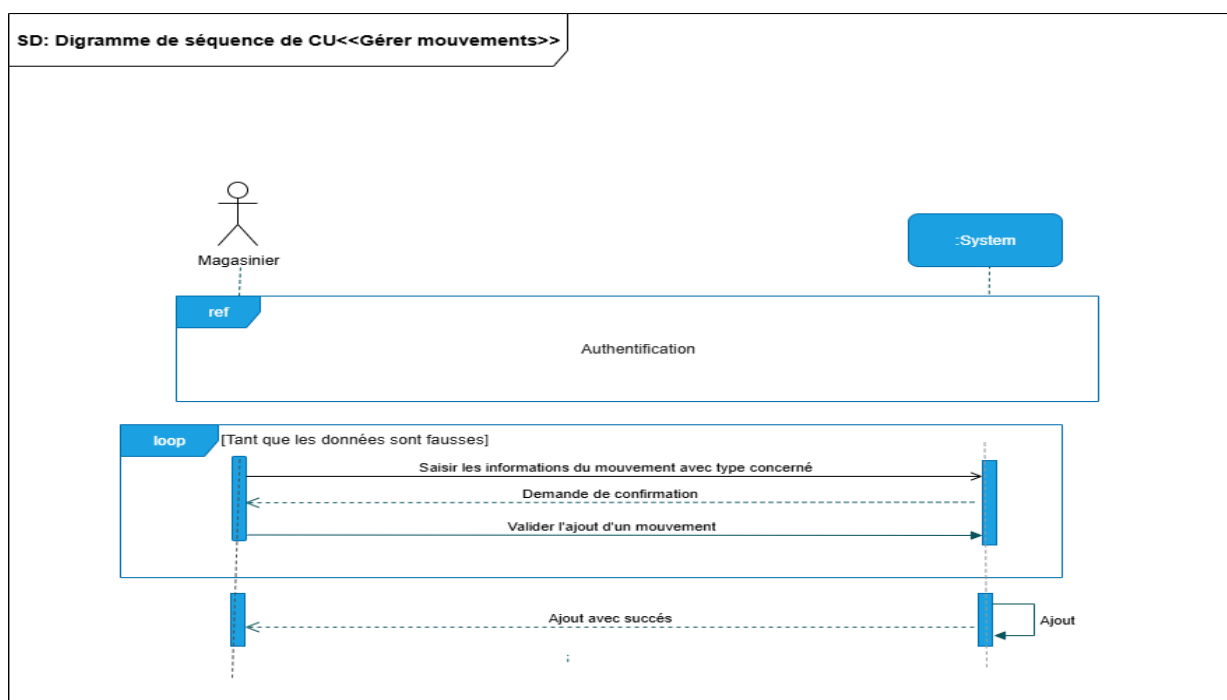 SD: Digramme de séquence de CU<<Gérer mouvements>>
Magasinier
:System
ref
Authentification
loop
[Tant que les données sont fausses]
Saisir les informations du mouvement avec type concerné
Demande de confirmation
Valider l'ajout d'un mouvement
Ajout avec succés
Ajout
;